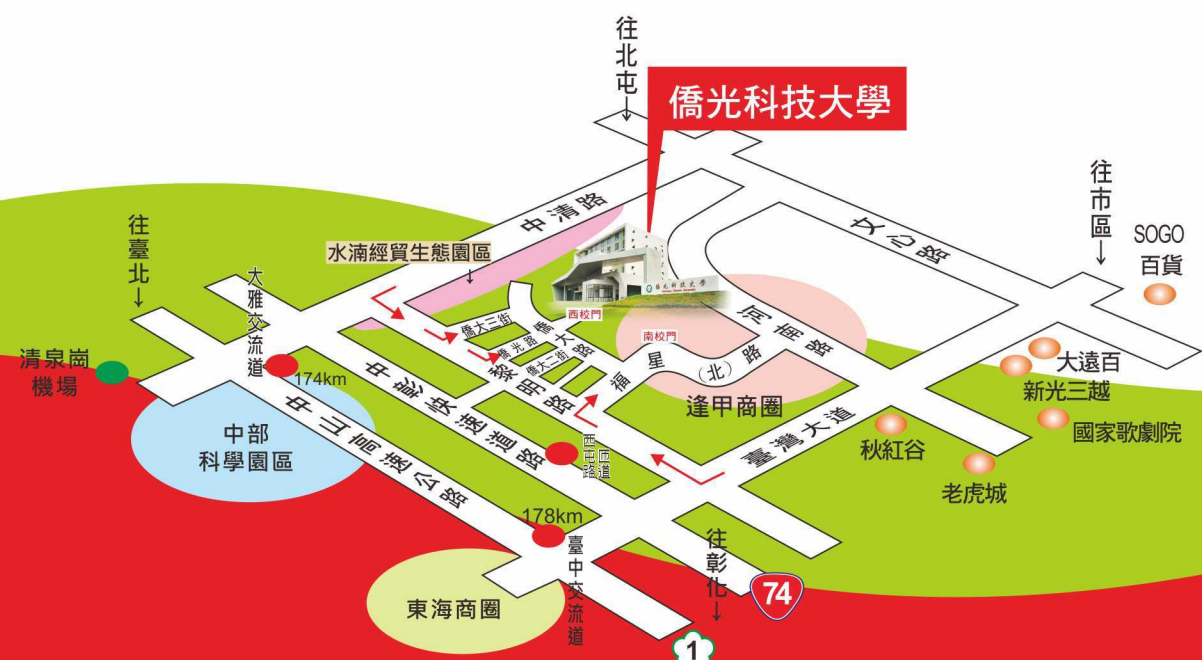 往北屯
僑光科技大學
往市區
SOGO
百貨
中清路
文心路
往臺北
水湳經貿生態園區
大雅交流道
僑光科技大學
西校門
南校門
僑大三街
僑光路
僑大路
僑大二街
河南路
福星(北)路
黎明路
清泉崗
機場
174km
中彰快速道路
中山高速公路
中部
科學園區
逢甲商圈
臺灣大道
大遠百
新光三越
國家歌劇院
秋紅谷
老虎城
西屯路
匝道
178km
臺中交流道
往彰化
東海商圈
74
1